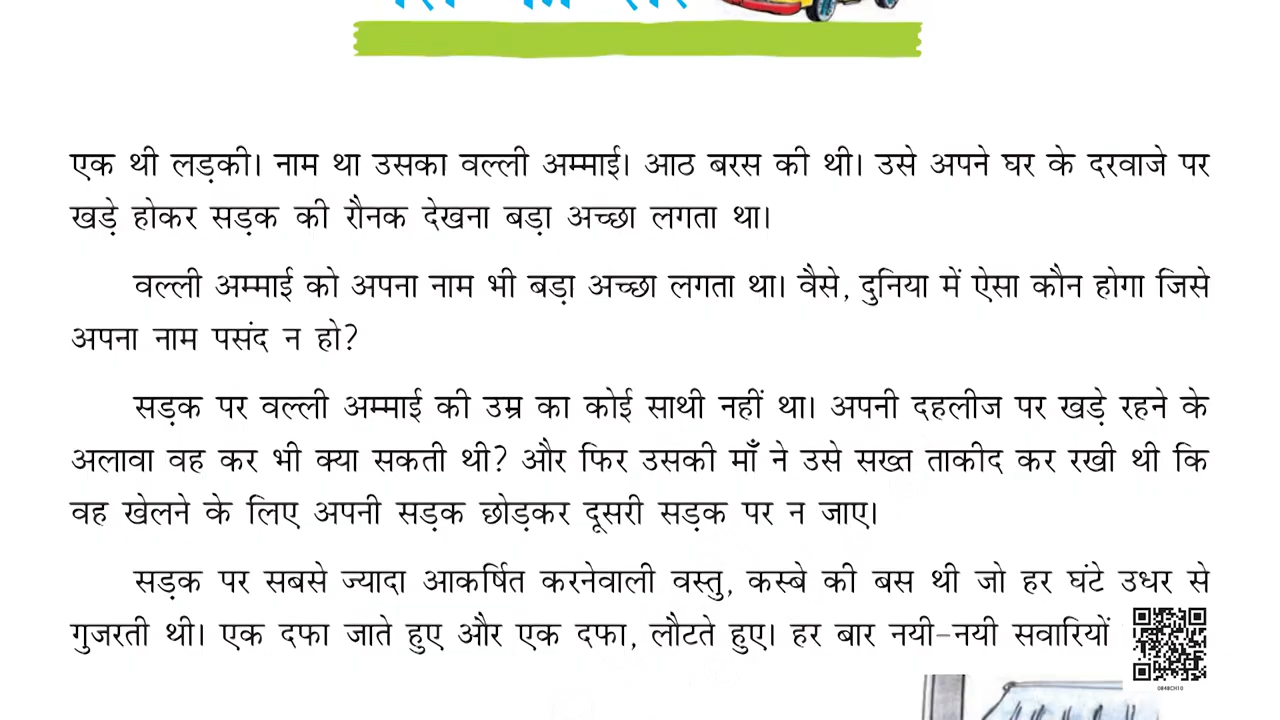 एक थी लड़की। नाम था उसका वल्ली अम्माई। आठ बरस की थी। उसे अपने घर के दरवाजे पर
खड़े होकर सड़क की रौनक देखना बड़ा अच्छा लगता था।
वल्ली अम्माई को अपना नाम भी बड़ा अच्छा लगता था। वैसे, दुनिया में ऐसा कौन होगा जिसे
अपना नाम पसंद न हो?
सड़क पर वल्ली अम्माई की उम्र का कोई साथी नहीं था। अपनी दहलीज पर खड़े रहने के
अलावा वह कर भी क्या सकती थी? और फिर उसकी माँ ने उसे सख्त ताकीद कर रखी थी कि
वह खेलने के लिए अपनी सड़क छोड़कर दूसरी सड़क पर न जाए।
सड़क पर सबसे ज्यादा आकर्षित करनेवाली वस्तु, कस्बे की बस थी जो हर घंटे उधर से
गुजरती थी। एक दफा जाते हुए और एक दफा, लौटते हुए। हर बार नयी-नयी सवारियों
0848CH10